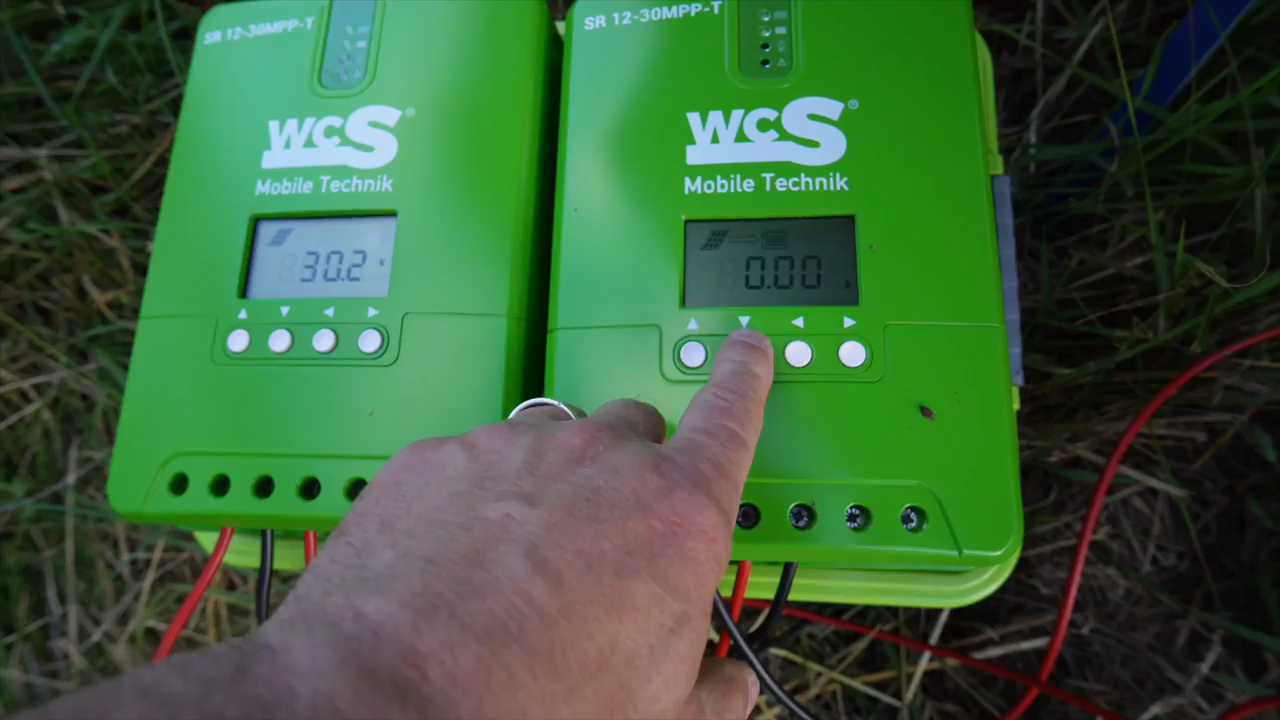 SR 12-30MPP-T
wcs®
Mobile Technik
30.2 v
SR 12-30MPP-T
wcs®
Mobile Technik
0.00